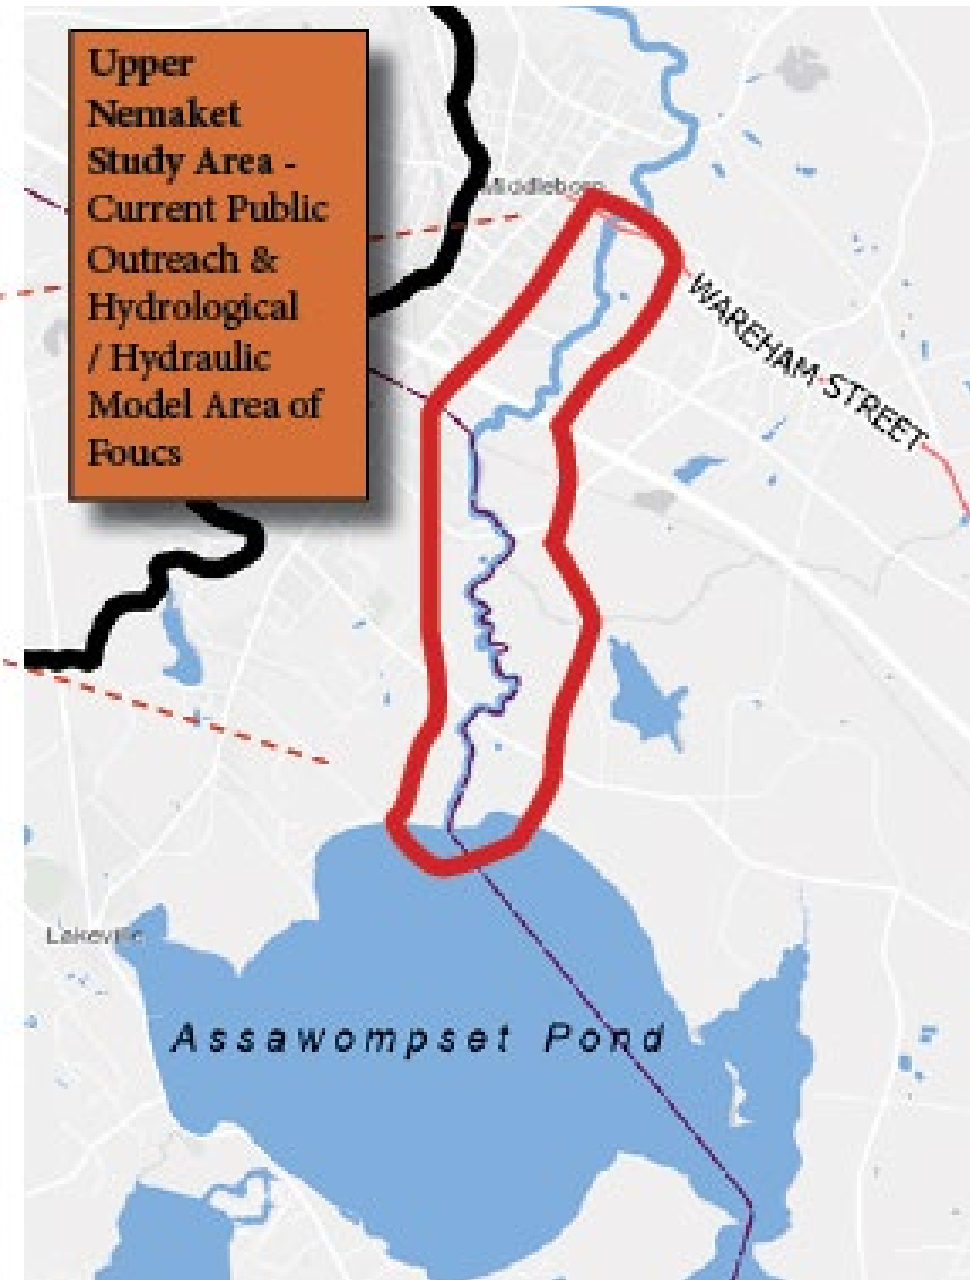 Upper
Nemaket
Study Area -
Current Public
Outreach &
Hydrological
/ Hydraulic
Model Area of
Foucs
Middleboro
WAREHAM STREET
Lakeville
Assawompset Pond